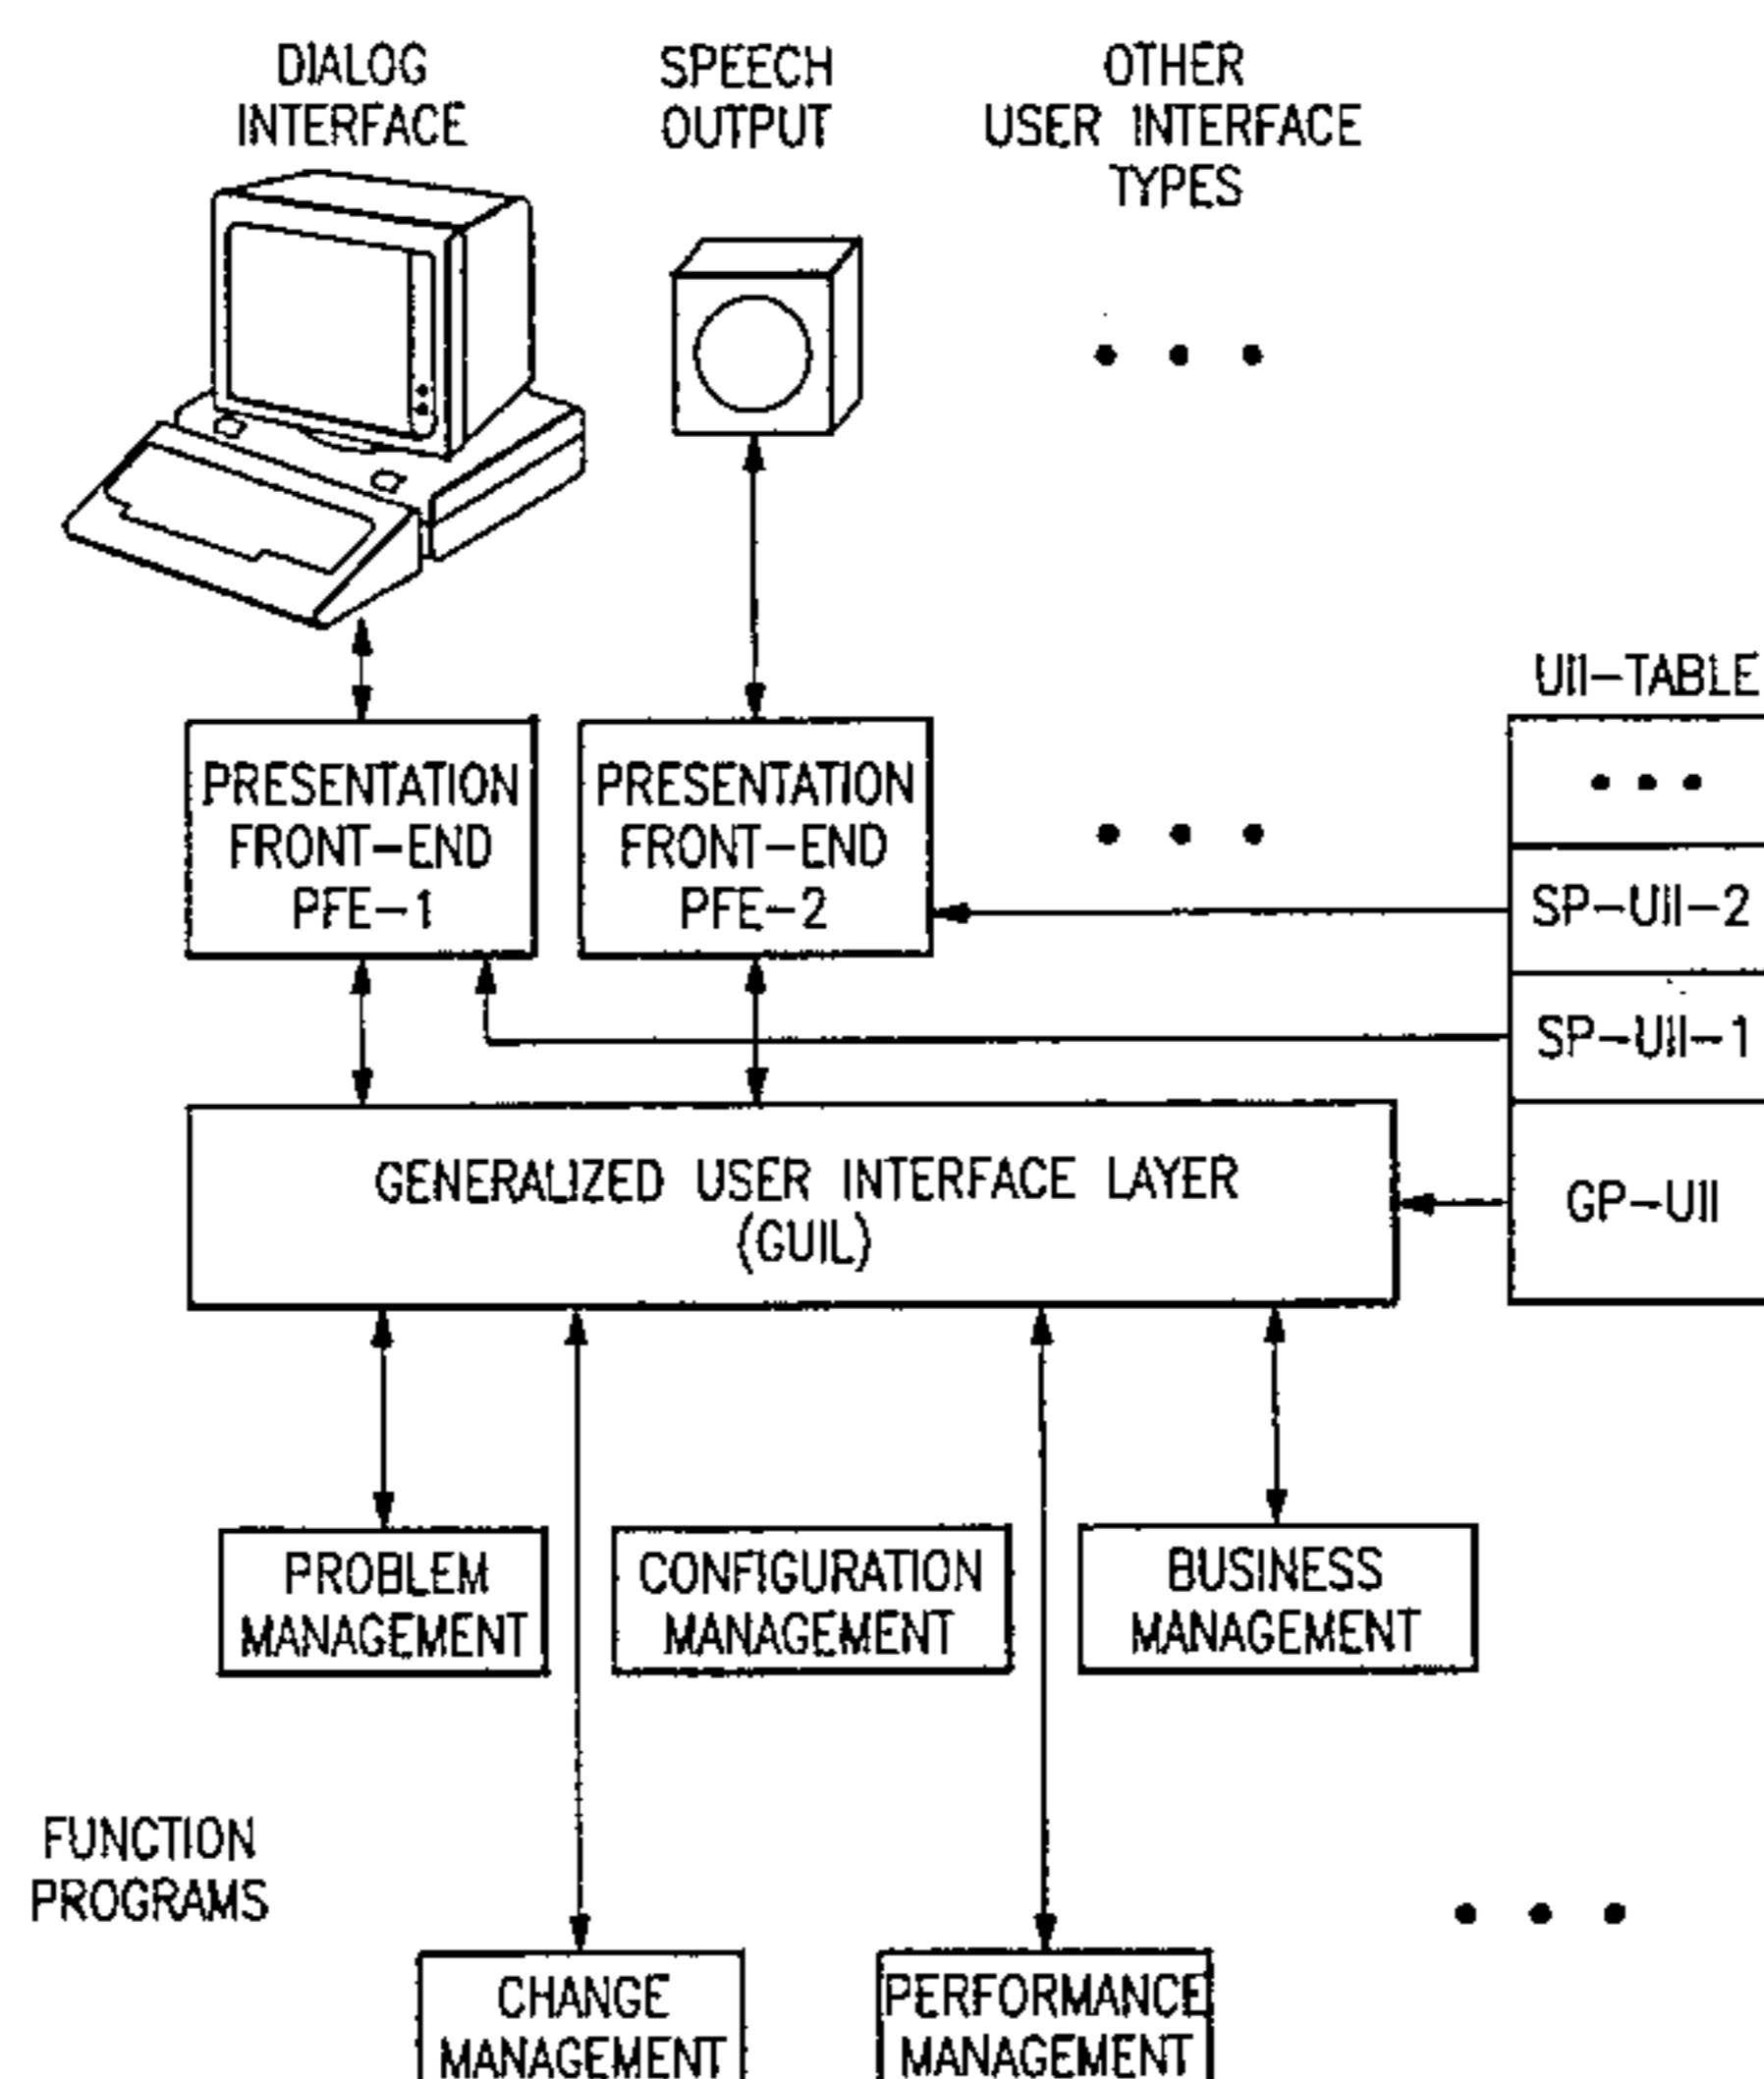 DIALOG
INTERFACE
SPEECH
OUTPUT
OTHER
USER INTERFACE
TYPES
UII-TABLE
PRESENTATION
FRONT-END
PFE-1
PRESENTATION
FRONT-END
PFE-2
SP-UII-2
SP-UII-1
GENERALIZED USER INTERFACE LAYER
(GUIL)
GP-UII
PROBLEM
MANAGEMENT
CONFIGURATION
MANAGEMENT
BUSINESS
MANAGEMENT
FUNCTION
PROGRAMS
CHANGE
MANAGEMENT
PERFORMANCE
MANAGEMENT